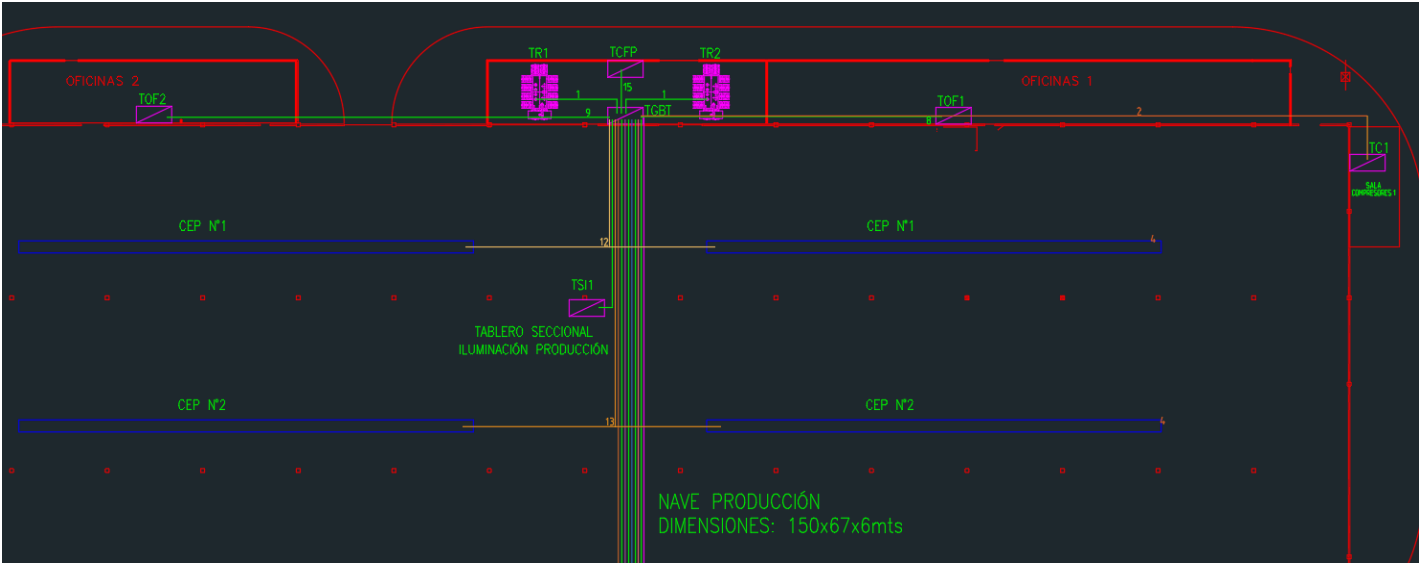 TR1
TCFP
TR2
OFICINAS 2
OFICINAS 1
15
TOF2
1
1
TOF1
TGBT
9
8
2
TC1
SALA
COMPRESORES 1
CEP N°1
CEP N°1
12
4
TSI1
TABLERO SECCIONAL
ILUMINACIÓN PRODUCCIÓN
CEP N°2
CEP N°2
13
4
NAVE PRODUCCIÓN
DIMENSIONES: 150x67x6mts